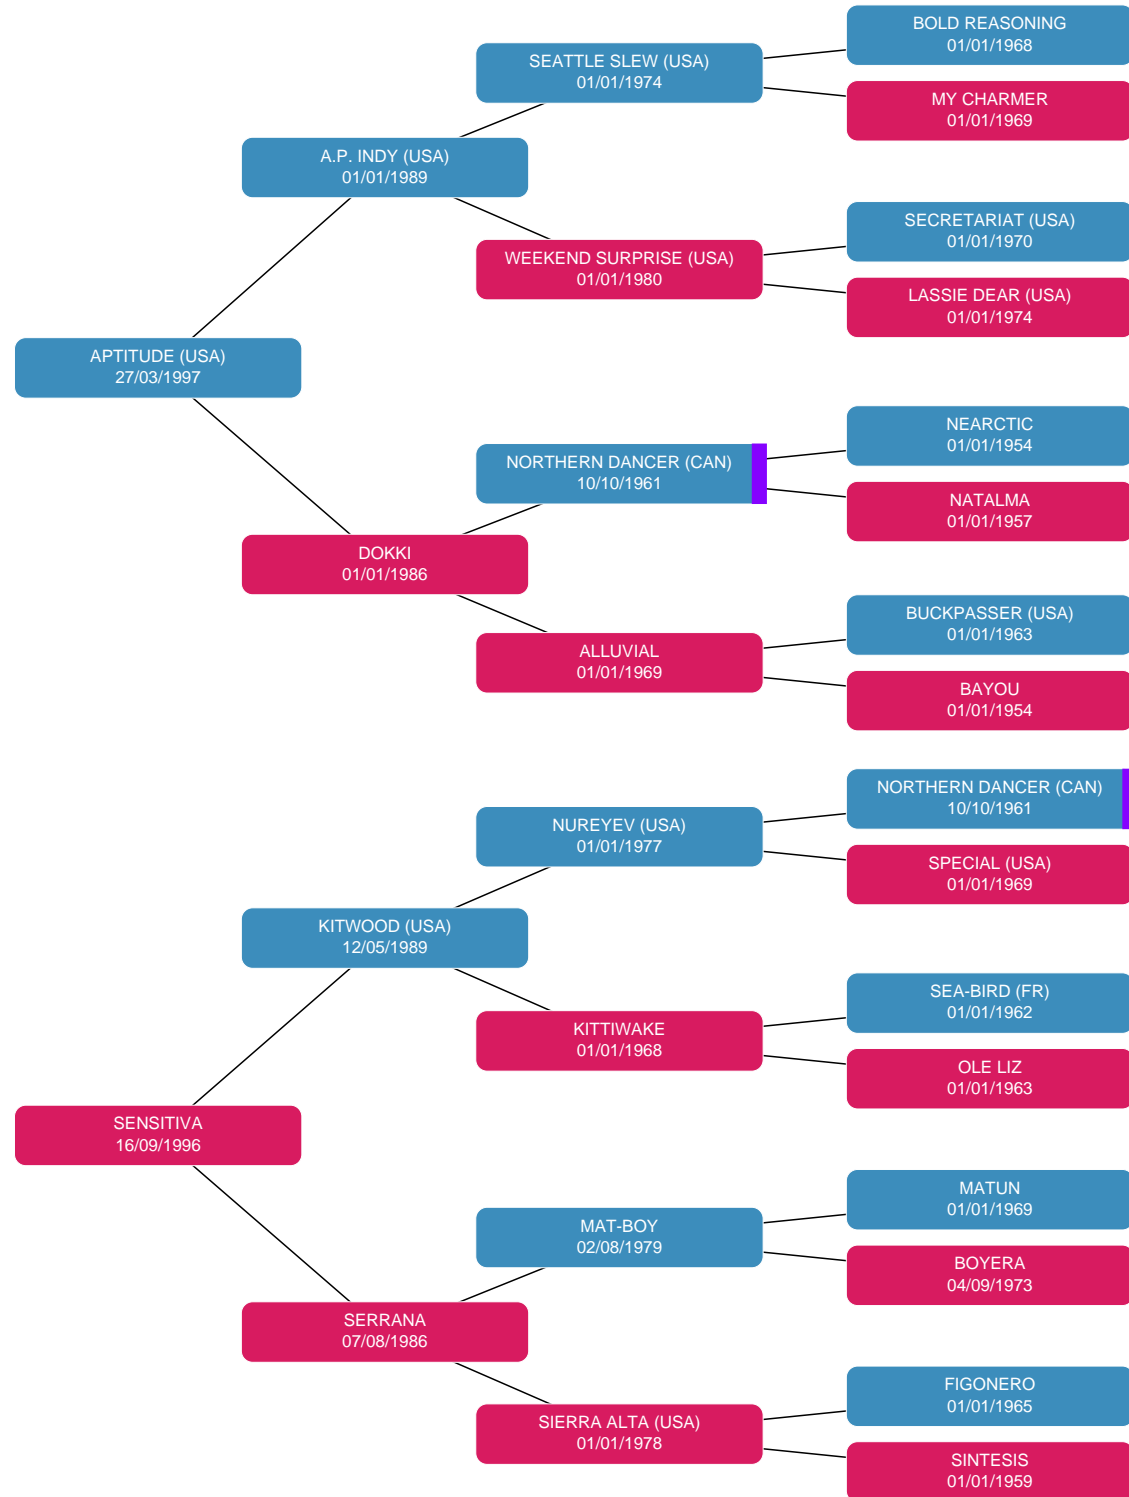 BOLD REASONING
01/01/1968
SEATTLE SLEW (USA)
01/01/1974
MY CHARMER
01/01/1969
A.P. INDY (USA)
01/01/1989
SECRETARIAT (USA)
01/01/1970
WEEKEND SURPRISE (USA)
01/01/1980
LASSIE DEAR (USA)
01/01/1974
APTITUDE (USA)
27/03/1997
NEARCTIC
01/01/1954
NORTHERN DANCER (CAN)
10/10/1961
NATALMA
01/01/1957
DOKKI
01/01/1986
BUCKPASSER (USA)
01/01/1963
ALLUVIAL
01/01/1969
BAYOU
01/01/1954
NORTHERN DANCER (CAN)
10/10/1961
NUREYEV (USA)
01/01/1977
SPECIAL (USA)
01/01/1969
KITWOOD (USA)
12/05/1989
SEA-BIRD (FR)
01/01/1962
KITTIWAKE
01/01/1968
OLE LIZ
01/01/1963
SENSITIVA
16/09/1996
MATUN
01/01/1969
MAT-BOY
02/08/1979
BOYERA
04/09/1973
SERRANA
07/08/1986
FIGONERO
01/01/1965
SIERRA ALTA (USA)
01/01/1978
SINTESIS
01/01/1959